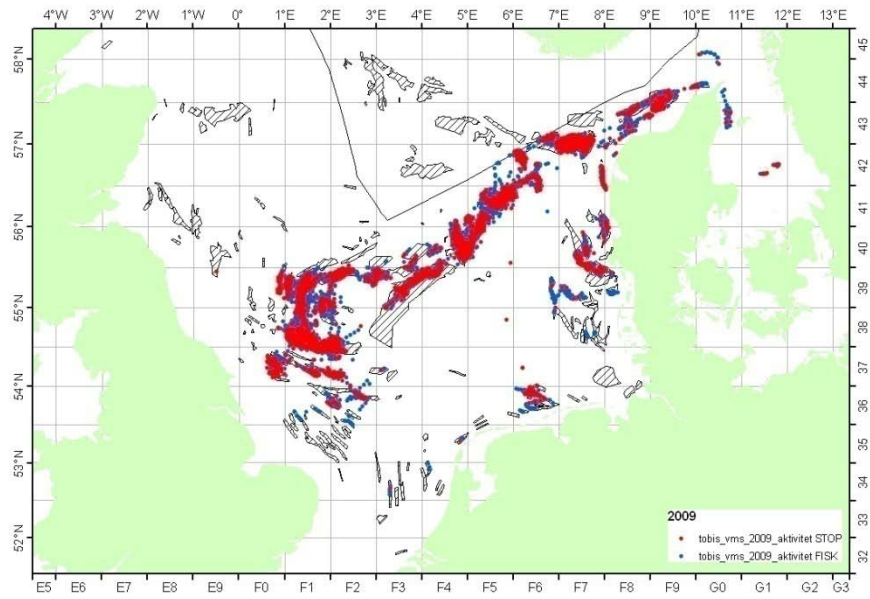 4°W 3°W 2°W 1°W 0° 1°E 2°E 3°E 4°E 5°E 6°E 7°E 8°E 9°E 10°E 11°E 12°E 13°E
58°N 45
44
57°N 43
42
56°N 41
40
55°N 39
38
54°N 37
36
53°N 35
34
52°N 33
32
2009
tobis_vms_2009_aktivitet STOP
tobis_vms_2009_aktivitet FISK
E5 E6 E7 E8 E9 F0 F1 F2 F3 F4 F5 F6 F7 F8 F9 G0 G1 G2 G3